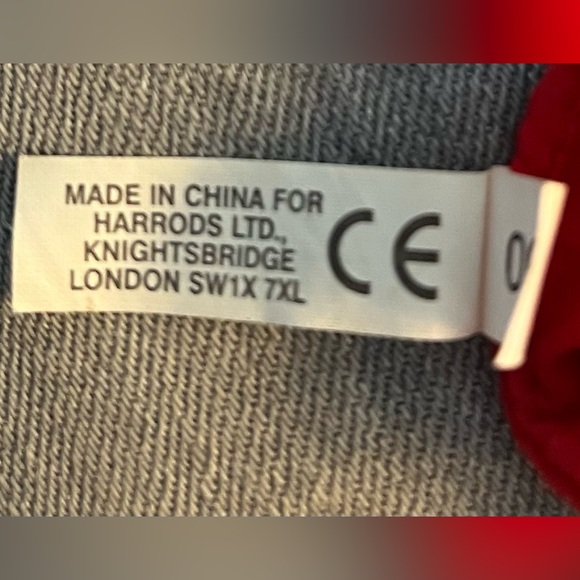 MADE IN CHINA FOR
HARRODS LTD.,
KNIGHTSBRIDGE
LONDON SW1X 7XL
CE